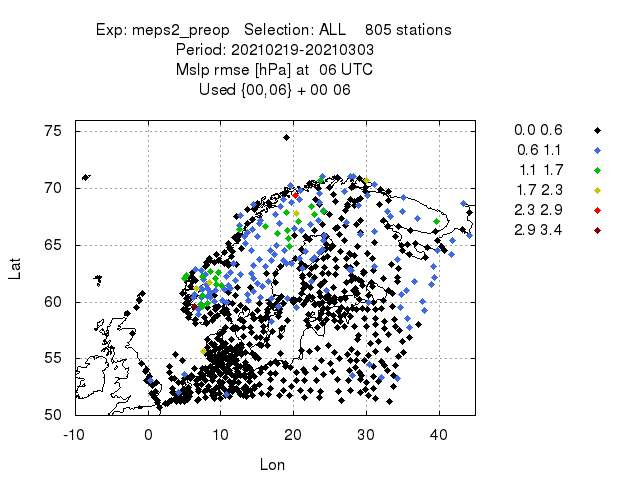 Exp: meps2_preop   Selection: ALL    805 stations
Period: 20210219-20210303
Mslp rmse [hPa] at  06 UTC
Used {00,06} + 00 06
0.0 0.6
0.6 1.1
1.1 1.7
1.7 2.3
2.3 2.9
2.9 3.4
75
70
65
60
55
50
Lat
-10 0 10 20 30 40
Lon